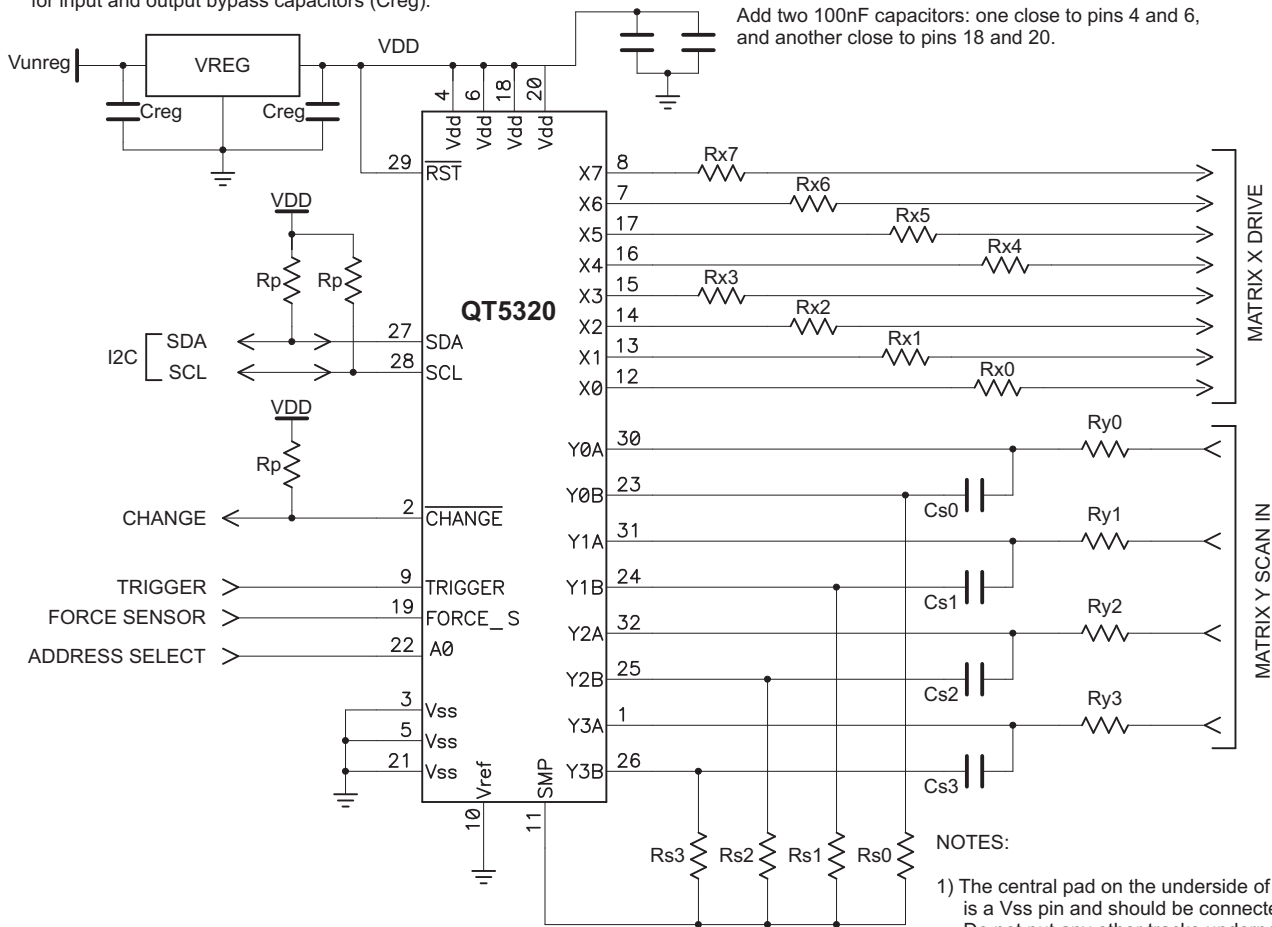 for input and output bypass capacitors (Creg).
Add two 100nF capacitors: one close to pins 4 and 6,
and another close to pins 18 and 20.
Vunreg
VREG
VDD
Creg
Creg
4
6
18
20
Vdd
Vdd
Vdd
Vdd
29
RST
VDD
Rp
Rp
QT5320
I2C
SDA
SCL
27
SDA
28
SCL
VDD
Rp
CHANGE
2
CHANGE
TRIGGER
9
TRIGGER
FORCE SENSOR
19
FORCE_S
ADDRESS SELECT
22
A0
3
Vss
5
Vss
21
Vss
Vref
10
SMP
11
X7
8
Rx7
X6
7
Rx6
X5
17
Rx5
X4
16
Rx4
X3
15
Rx3
X2
14
Rx2
X1
13
Rx1
X0
12
Rx0
MATRIX X DRIVE
Y0A
30
Ry0
Y0B
23
Cs0
Y1A
31
Ry1
Y1B
24
Cs1
Y2A
32
Ry2
Y2B
25
Cs2
Y3A
1
Ry3
Y3B
26
Cs3
MATRIX Y SCAN IN
Rs3
Rs2
Rs1
Rs0
NOTES:
1) The central pad on the underside of
is a Vss pin and should be connecte